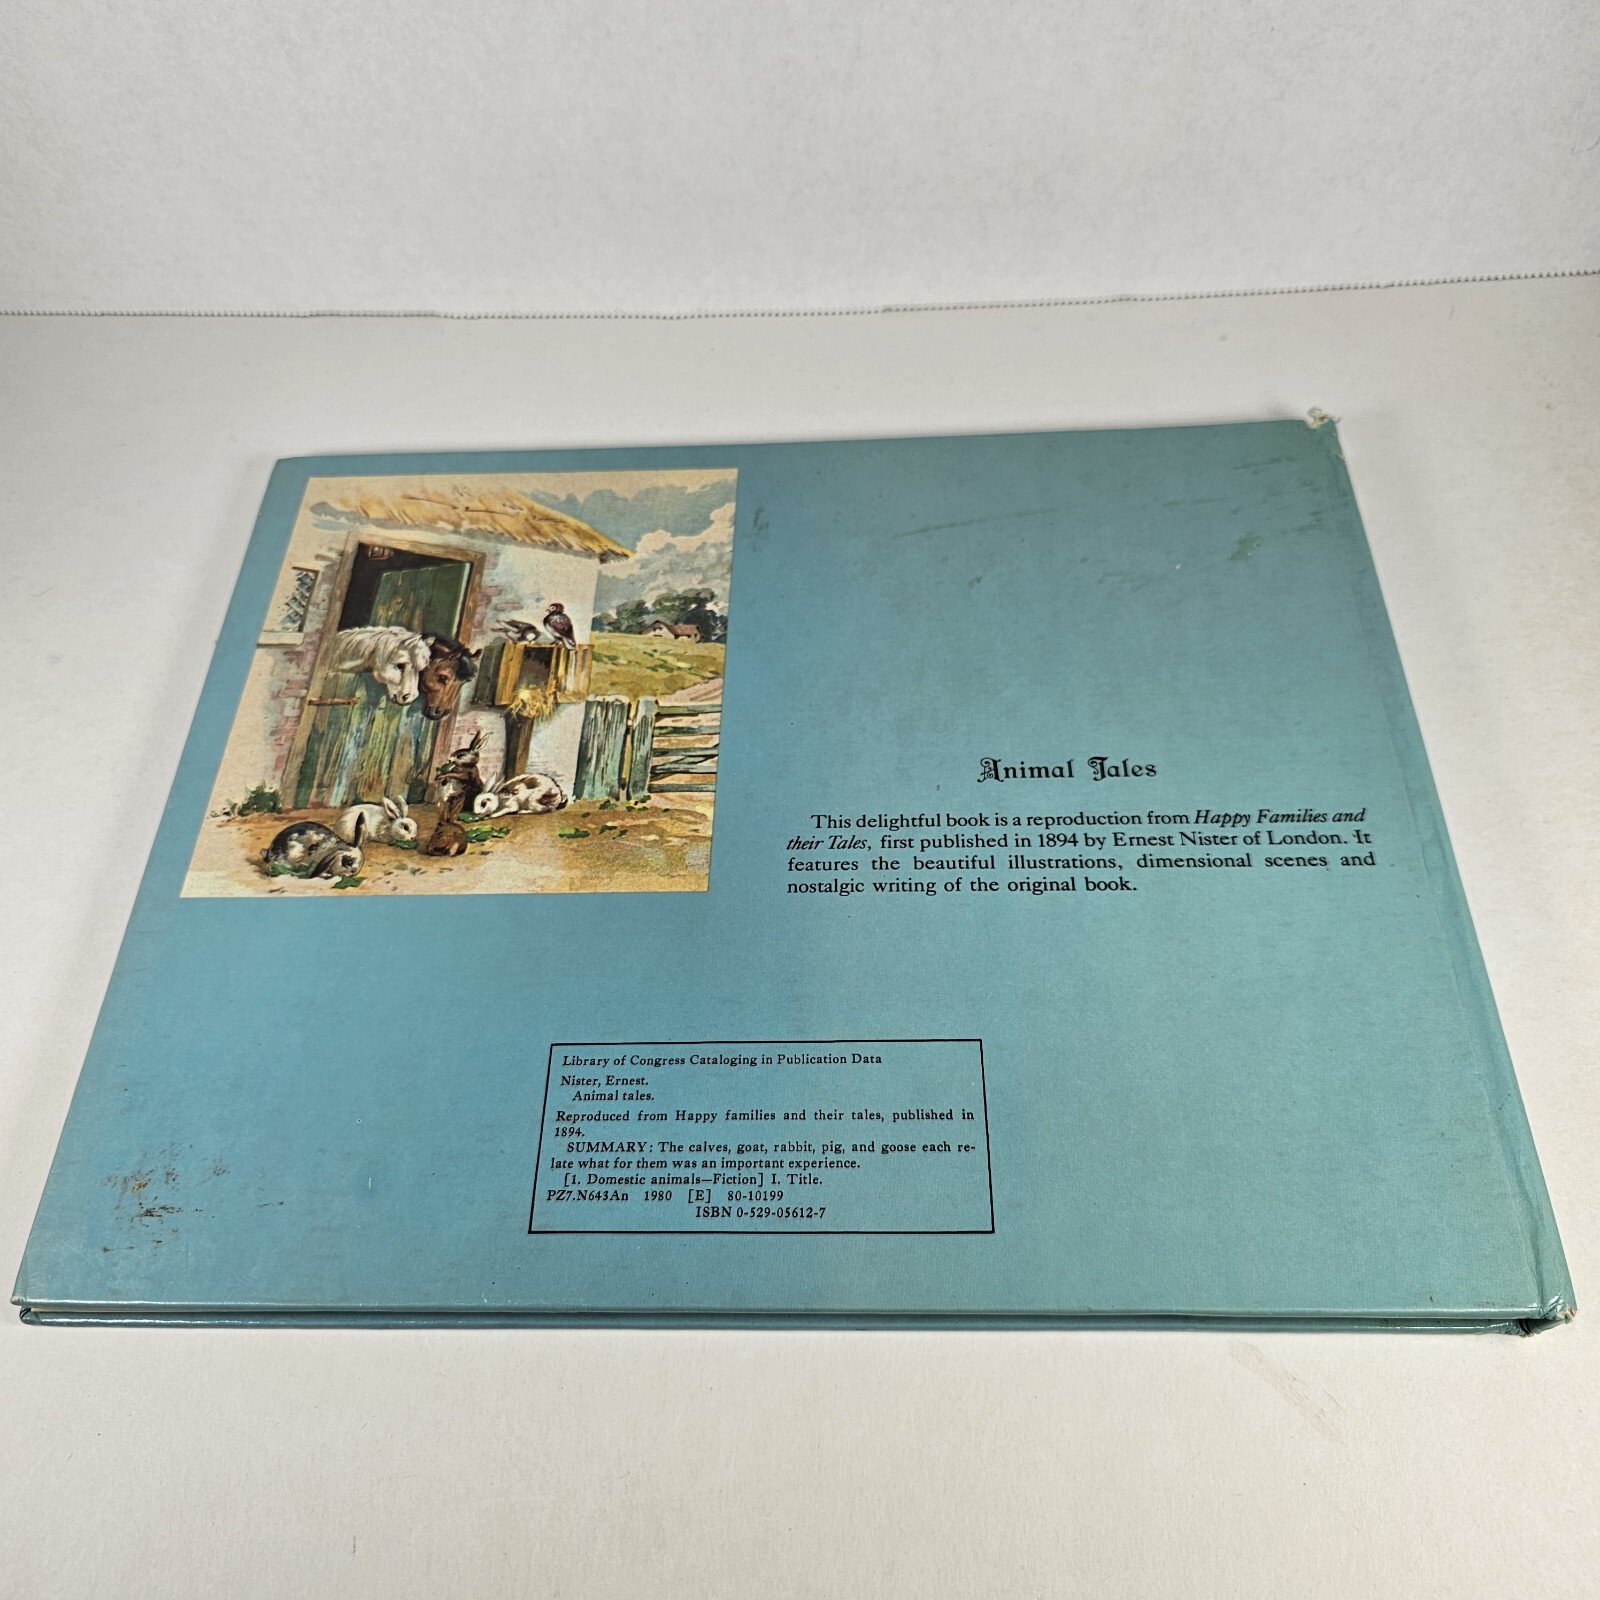 Animal Tales
This delightful book is a reproduction from Happy Families and
their Tales, first published in 1894 by Ernest Nister of London. It
features the beautiful illustrations, dimensional scenes and
nostalgic writing of the original book.
Library of Congress Cataloging in Publication Data
Nister, Ernest.
Animal tales.
Reproduced from Happy families and their tales, published in
1894.
SUMMARY: The calves, goat, rabbit, pig, and goose each re-
late what for them was an important experience.
[1. Domestic animals—Fiction] I. Title.
PZ7.N643An 1980 [E] 80-10199
ISBN 0-529-05612-7